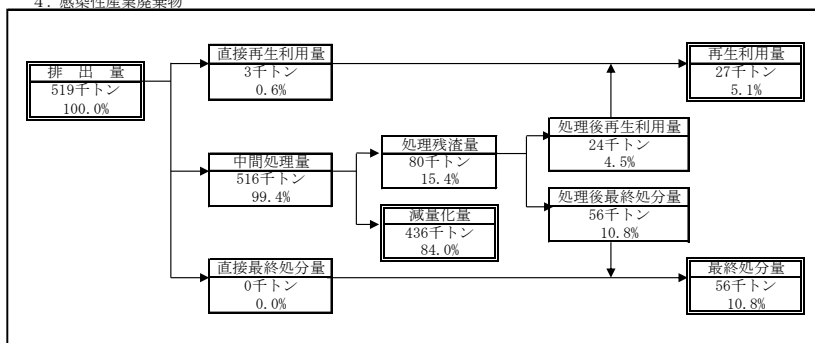 4．感染性産業廃棄物
直接再生利用量
3千トン
0.6%
再生利用量
27千トン
5.1%
排 出 量
519千トン
100.0%
処理後再生利用量
24千トン
4.5%
中間処理量
516千トン
99.4%
処理残渣量
80千トン
15.4%
処理後最終処分量
56千トン
10.8%
減量化量
436千トン
84.0%
直接最終処分量
0千トン
0.0%
最終処分量
56千トン
10.8%